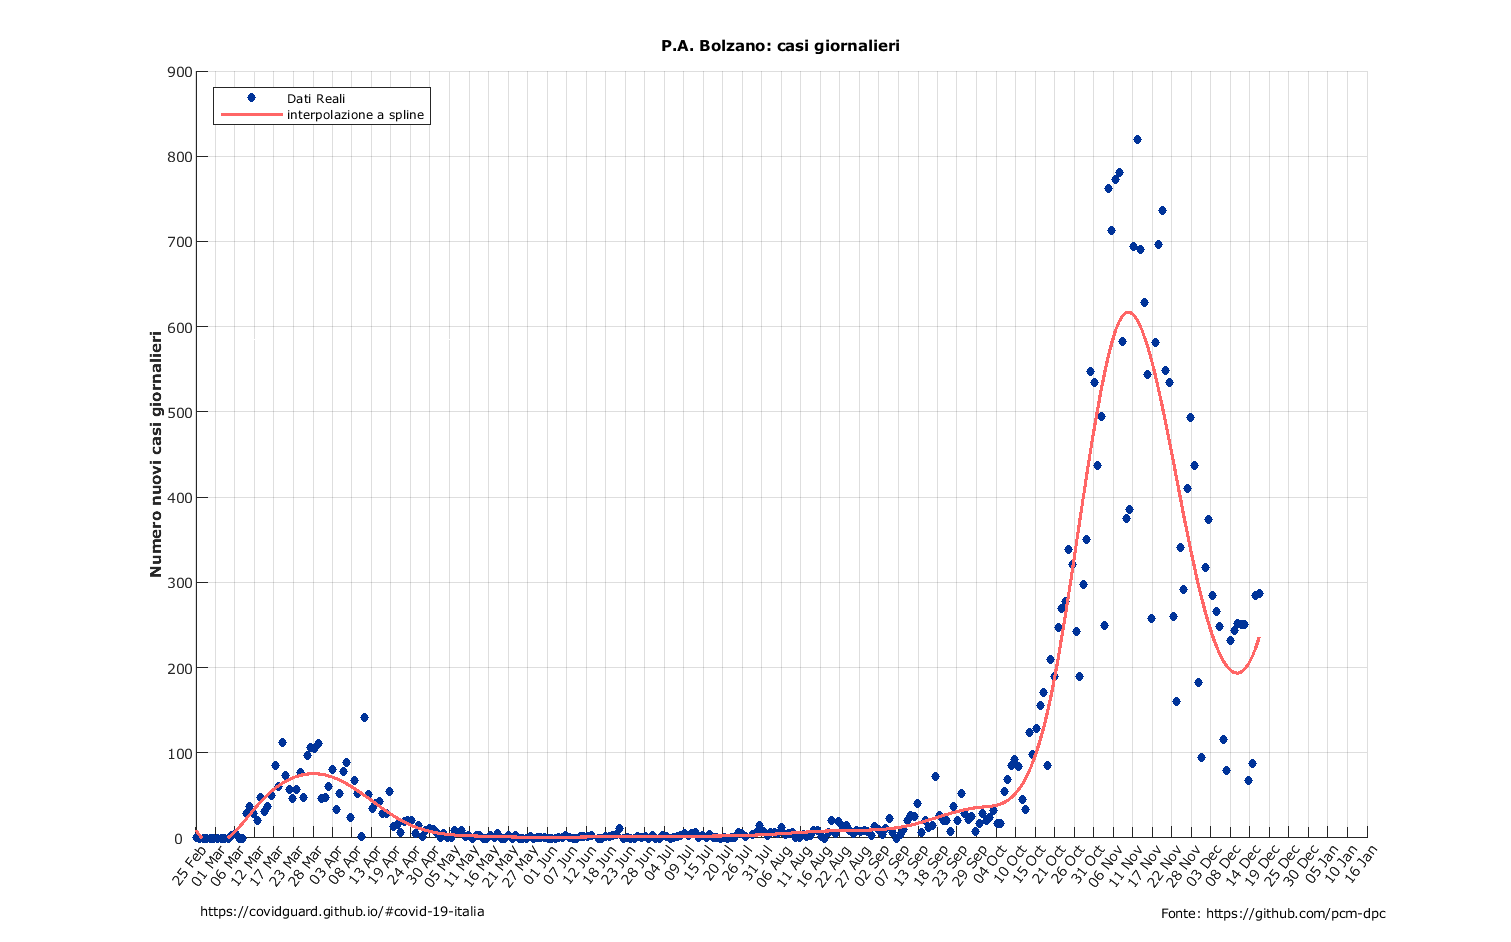 P.A. Bolzano: casi giornalieri
Dati Reali
interpolazione a spline
Numero nuovi casi giornalieri
900
800
700
600
500
400
300
200
100
0
25 Feb
01 Mar
06 Mar
12 Mar
17 Mar
23 Mar
28 Mar
03 Apr
08 Apr
13 Apr
19 Apr
24 Apr
30 Apr
05 May
11 May
16 May
21 May
27 May
01 Jun
07 Jun
12 Jun
18 Jun
23 Jun
28 Jun
04 Jul
09 Jul
15 Jul
20 Jul
26 Jul
31 Jul
06 Aug
11 Aug
16 Aug
22 Aug
27 Aug
02 Sep
07 Sep
13 Sep
18 Sep
23 Sep
29 Sep
04 Oct
10 Oct
15 Oct
21 Oct
26 Oct
31 Oct
06 Nov
11 Nov
17 Nov
22 Nov
28 Nov
03 Dec
08 Dec
14 Dec
19 Dec
25 Dec
30 Dec
05 Jan
10 Jan
16 Jan
https://covidguard.github.io/#covid-19-italia
Fonte: https://github.com/pcm-dpc